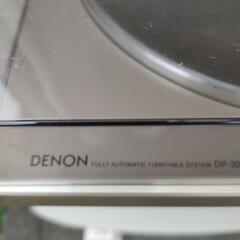 DENON FULLY AUTOMATIC TURNTABLE SYSTEM DP-30